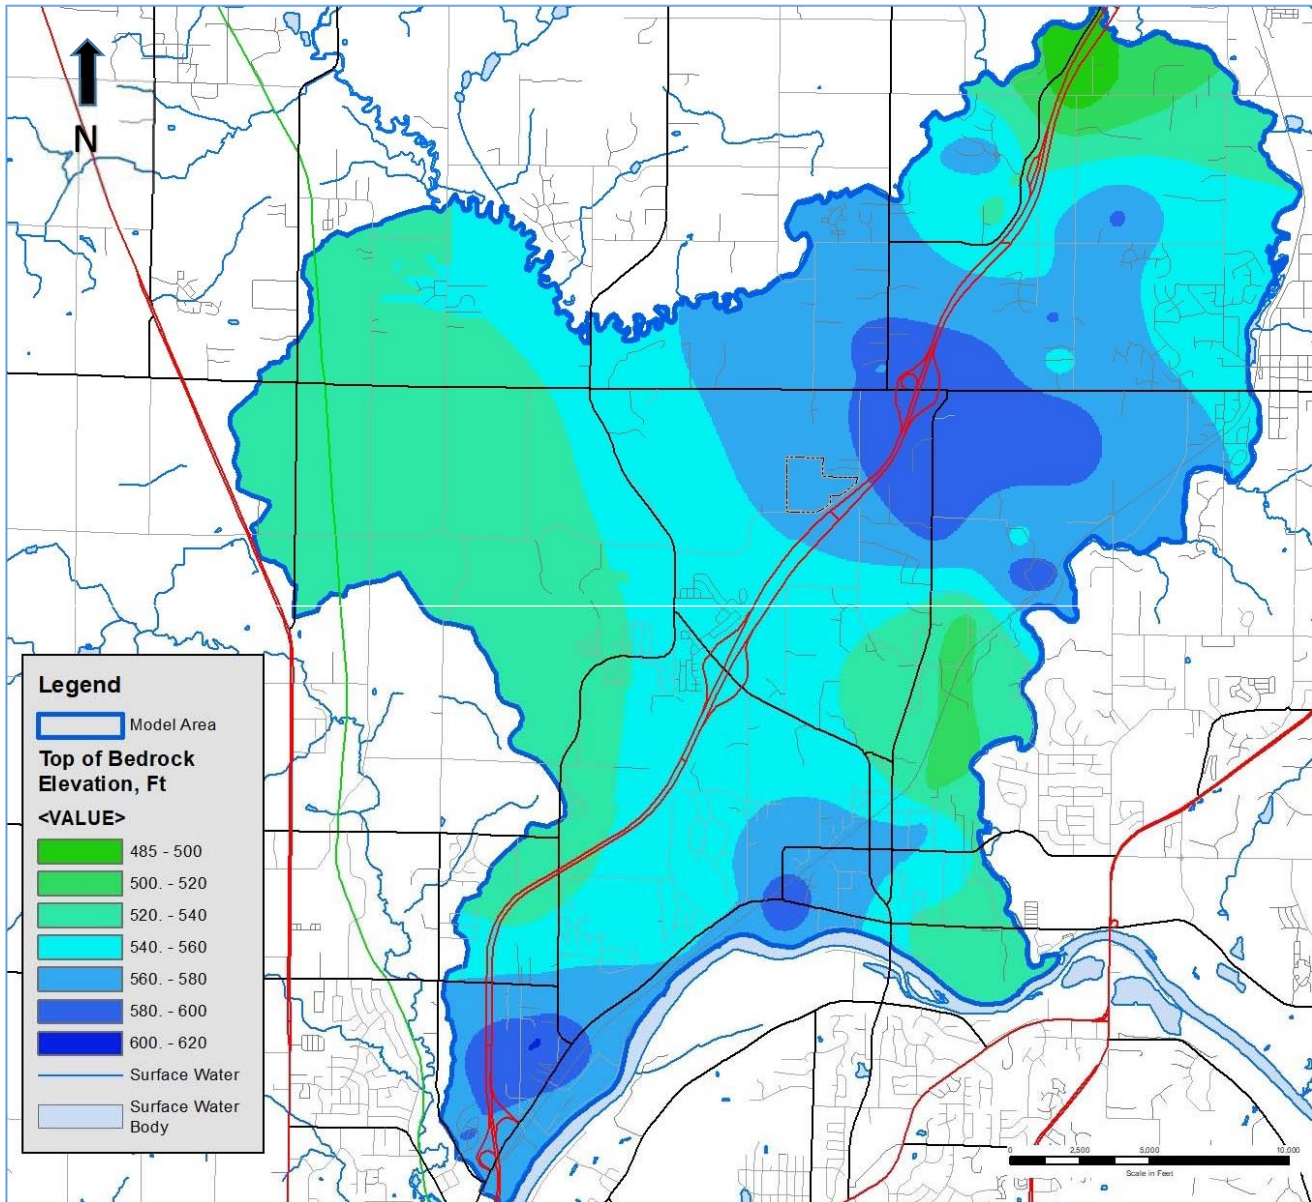 N
Legend
Model Area
Top of Bedrock
Elevation, Ft
<VALUE>
485 - 500
500. - 520
520. - 540
540. - 560
560. - 580
580. - 600
600. - 620
Surface Water
Surface Water
Body
0 2,500 5,000 10,000
Scale in Feet